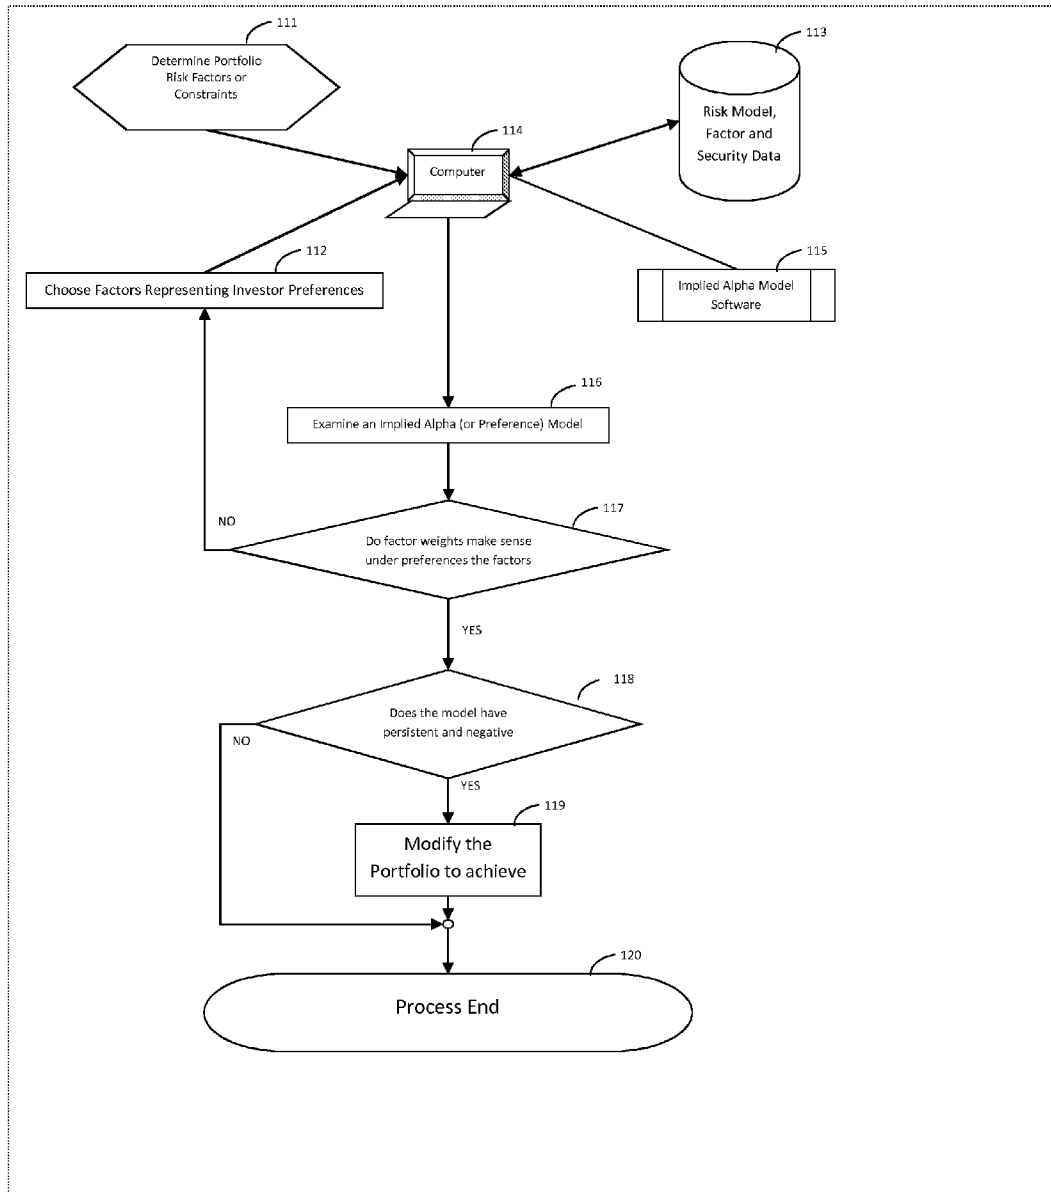 111
Determine Portfolio
Risk Factors or
Constraints
113
Risk Model,
Factor and
Security Data
114
Computer
112
Choose Factors Representing Investor Preferences
115
Implied Alpha Model
Software
116
Examine an Implied Alpha (or Preference) Model
117
Do factor weights make sense
under preferences the factors
NO
YES
118
Does the model have
persistent and negative
NO
YES
119
Modify the
Portfolio to achieve
120
Process End